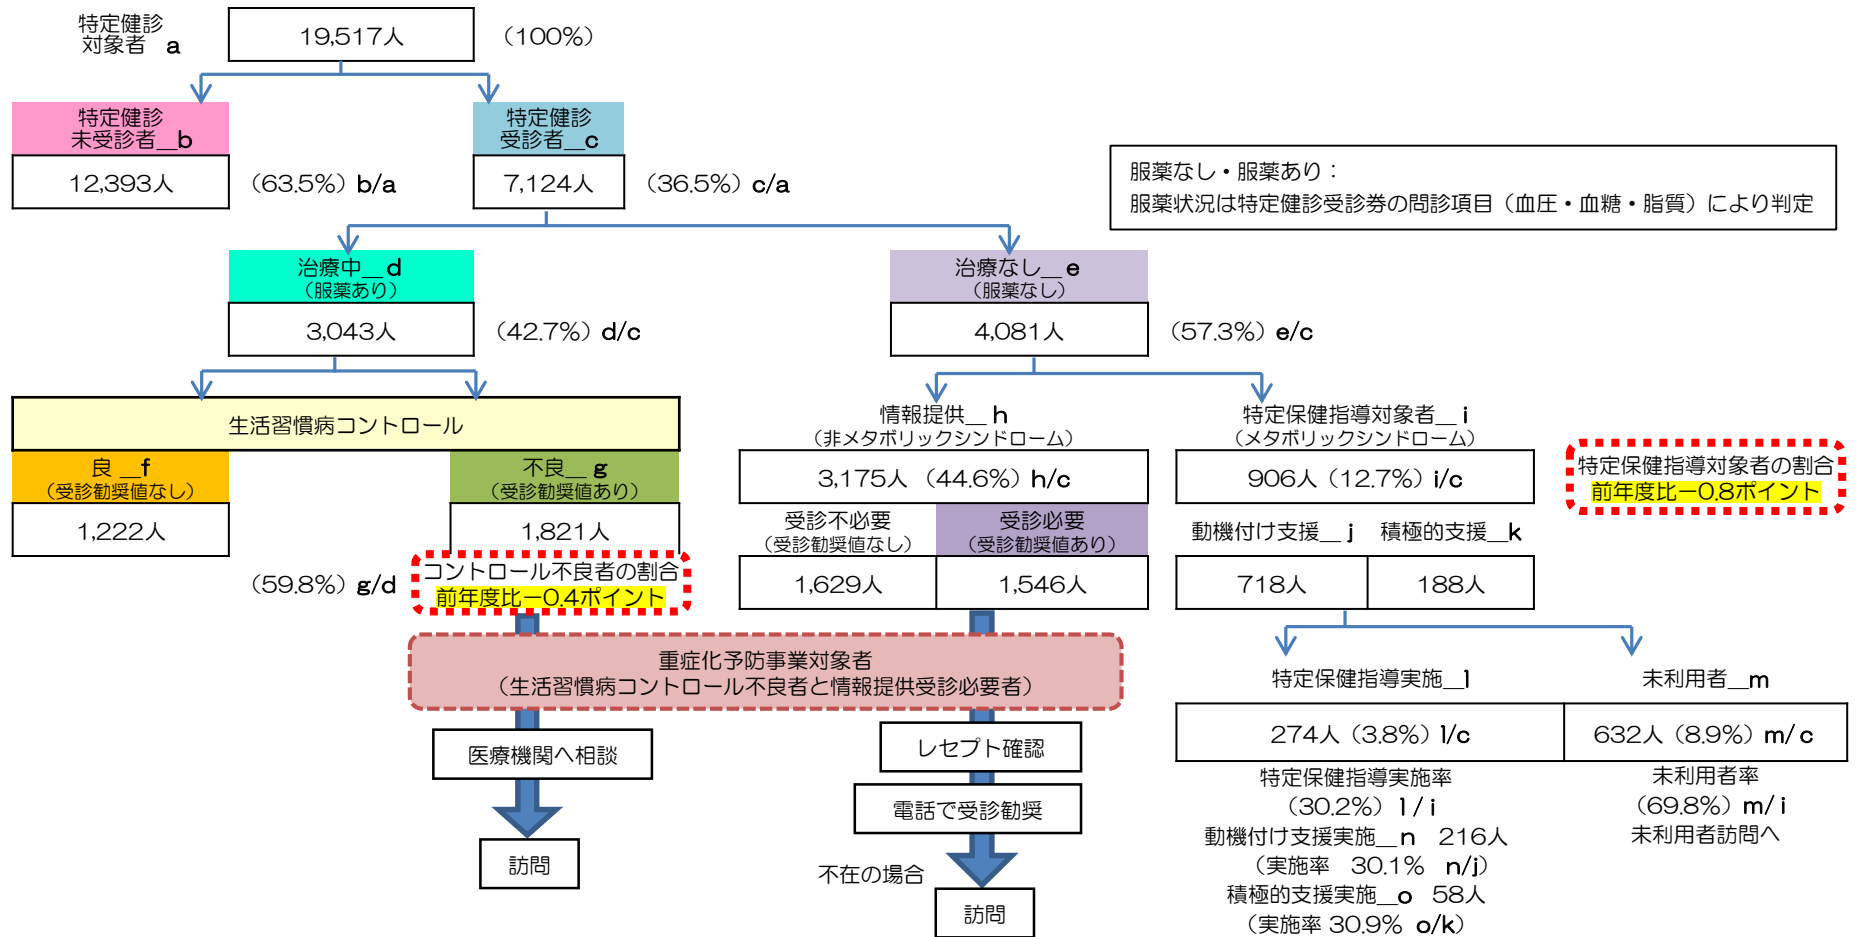 特定健診
対象者 a
19,517人
（100%）
特定健診
未受診者__b
特定健診
受診者__c
12,393人
（63.5%）b/a
7,124人
（36.5%）c/a
服薬なし・服薬あり：
服薬状況は特定健診受診券の問診項目（血圧・血糖・脂質）により判定
治療中__d
（服薬あり）
治療なし__e
（服薬なし）
3,043人
（42.7%）d/c
4,081人
（57.3%）e/c
生活習慣病コントロール
情報提供__h
（非メタボリックシンドローム）
特定保健指導対象者__i
（メタボリックシンドローム）
良__f
（受診勧奨値なし）
不良__g
（受診勧奨値あり）
3,175人（44.6%）h/c
906人（12.7%）i/c
特定保健指導対象者の割合
前年度比－0.8ポイント
1,222人
1,821人
受診不必要
（受診勧奨値なし）
受診必要
（受診勧奨値あり）
動機付け支援__j
積極的支援__k
（59.8%）g/d
コントロール不良者の割合
前年度比－0.4ポイント
1,629人
1,546人
718人
188人
重症化予防事業対象者
（生活習慣病コントロール不良者と情報提供受診必要者）
特定保健指導実施__l
未利用者__m
274人（3.8%）l/c
632人（8.9%）m/c
医療機関へ相談
レセプト確認
特定保健指導実施率
（30.2%）l/i
未利用者率
（69.8%）m/i
未利用者訪問へ
電話で受診勧奨
動機付け支援実施__n 216人
（実施率 30.1% n/j）
積極的支援実施__o 58人
（実施率 30.9% o/k）
訪問
不在の場合
訪問